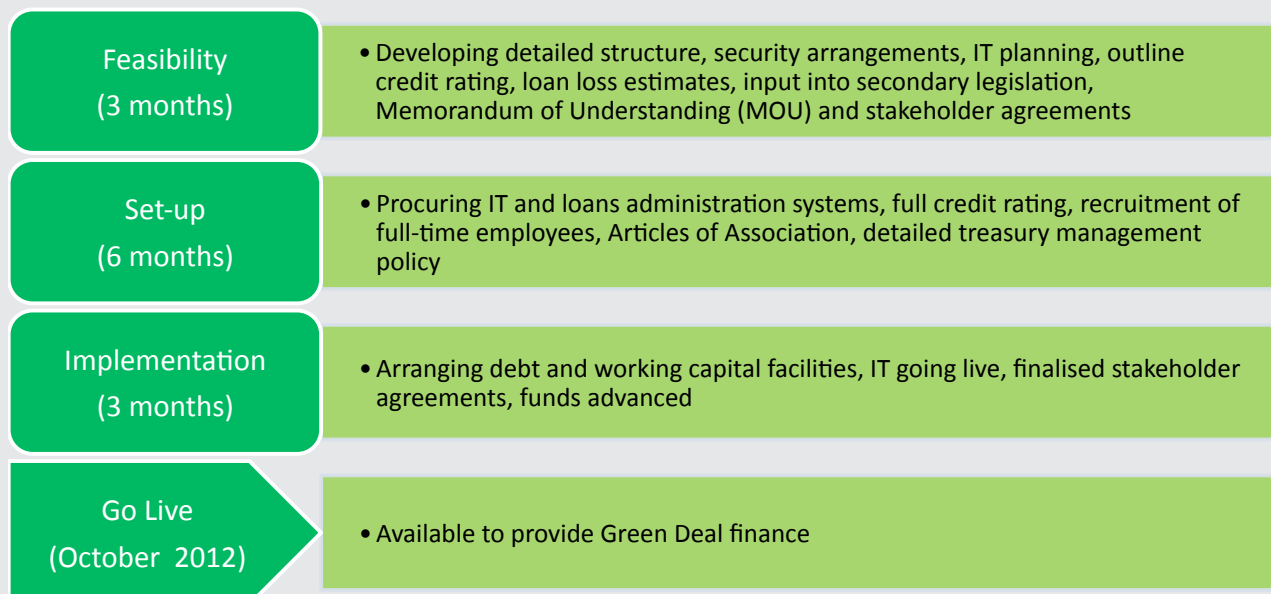 Feasibility
(3 months)
• Developing detailed structure, security arrangements, IT planning, outline
credit rating, loan loss estimates, input into secondary legislation,
Memorandum of Understanding (MOU) and stakeholder agreements
Set-up
(6 months)
• Procuring IT and loans administration systems, full credit rating, recruitment of
full-time employees, Articles of Association, detailed treasury management
policy
Implementation
(3 months)
• Arranging debt and working capital facilities, IT going live, finalised stakeholder
agreements, funds advanced
Go Live
(October 2012)
• Available to provide Green Deal finance